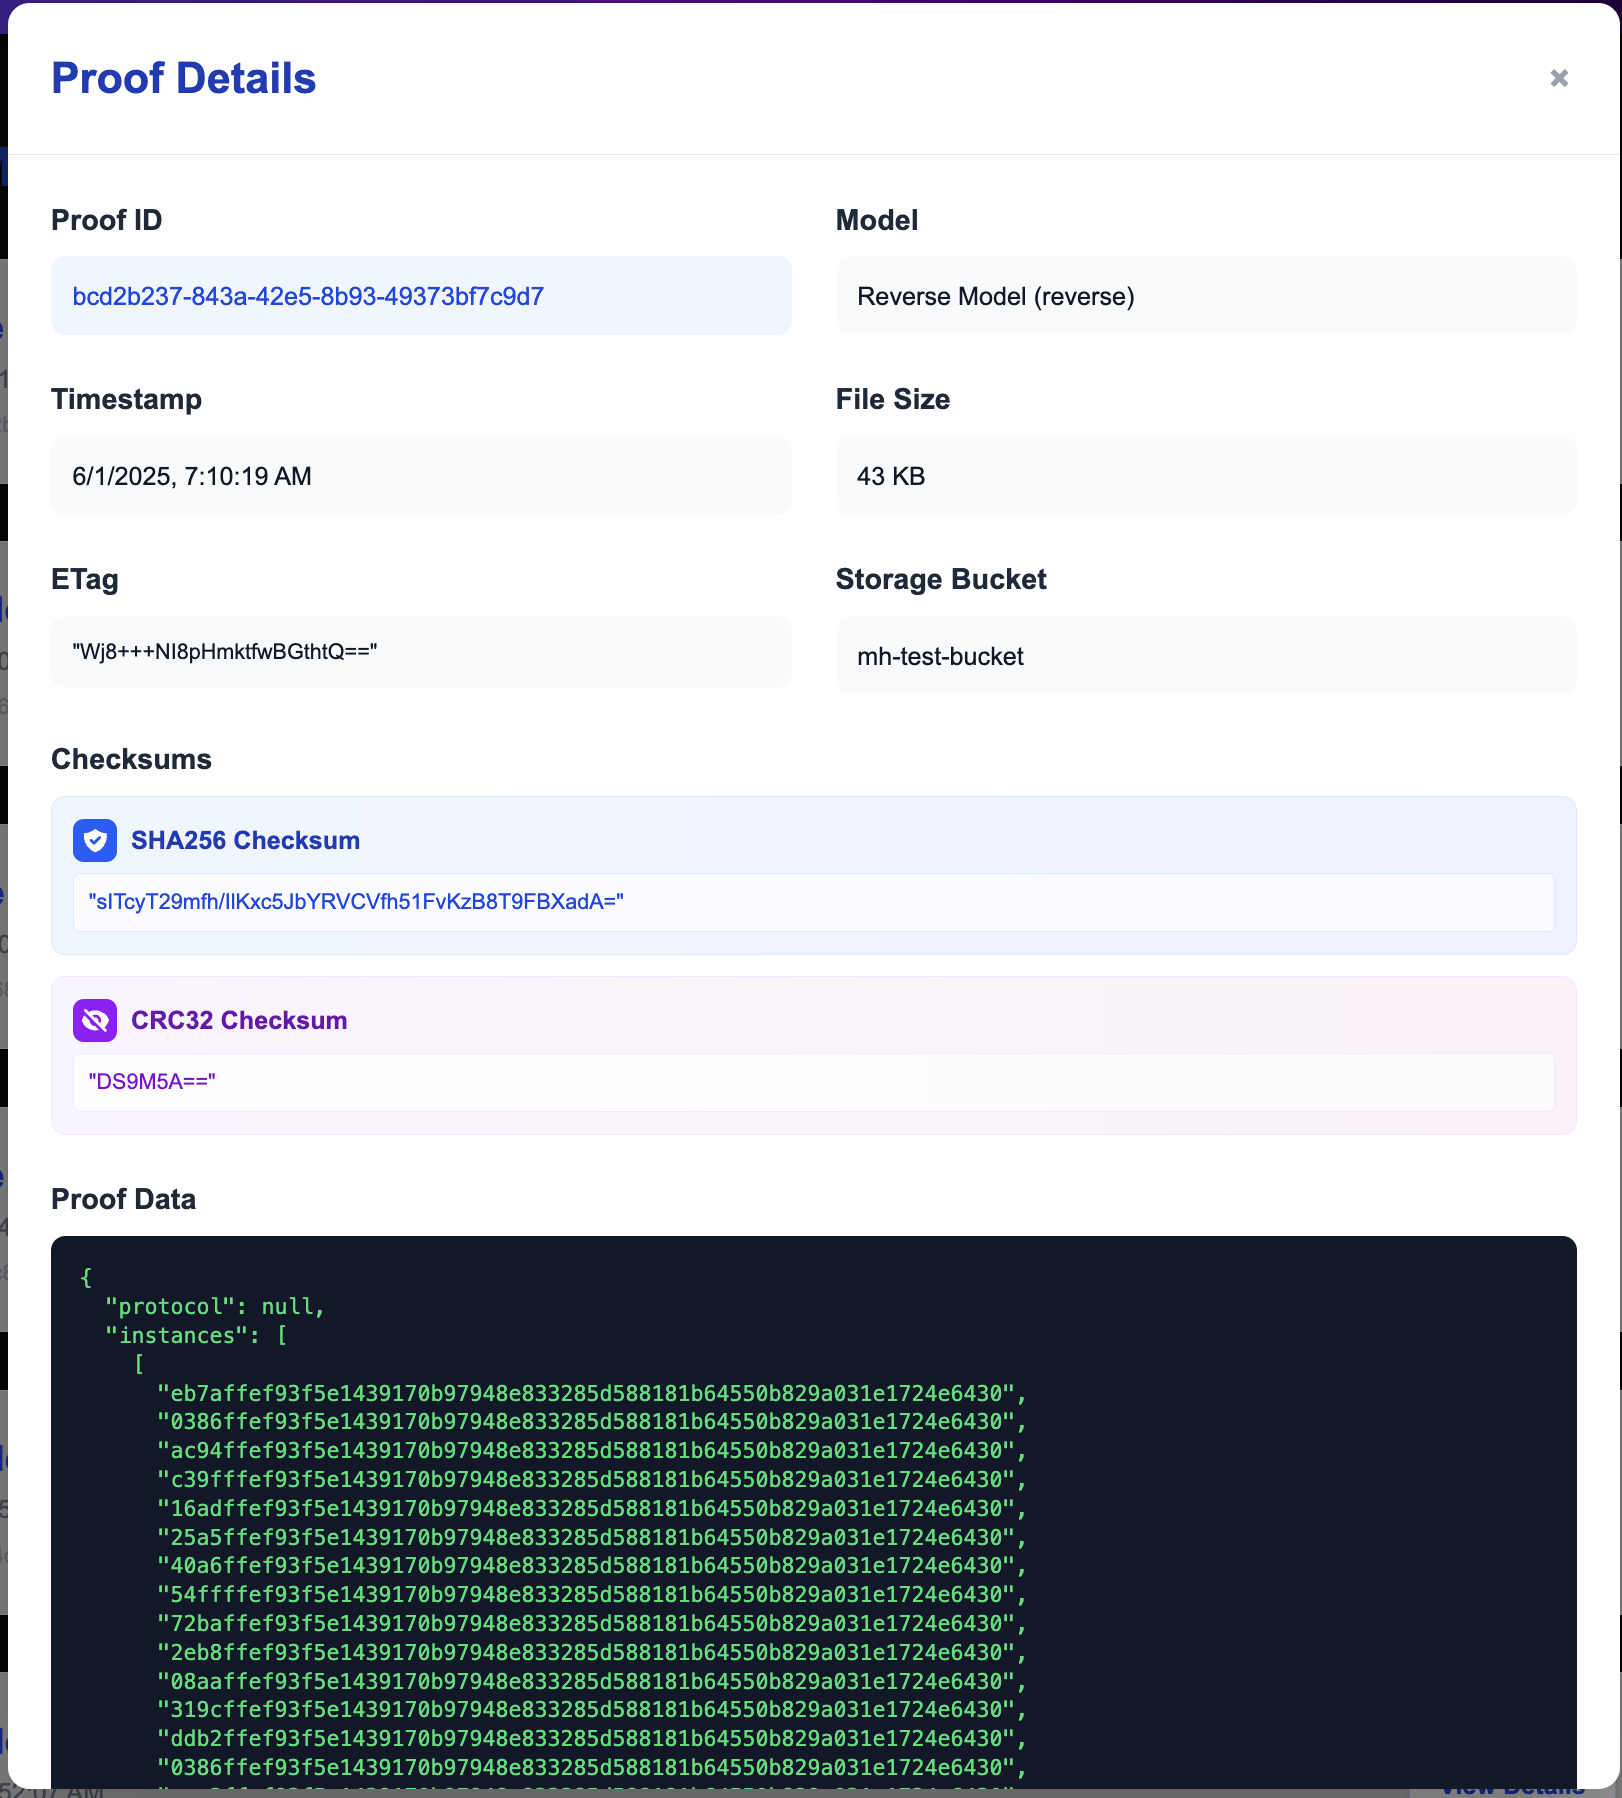 Proof Details
Proof ID
bcd2b237-843a-42e5-8b93-49373bf7c9d7
Model
Reverse Model (reverse)
Timestamp
6/1/2025, 7:10:19 AM
File Size
43 KB
ETag
"Wj8+++NI8pHmktfwBGthtQ=="
Storage Bucket
mh-test-bucket
Checksums
SHA256 Checksum
"sITcyT29mfh/IlKxc5JbYRVCVfh51FvKzB8T9FBXadA="
CRC32 Checksum
"DS9M5A=="
Proof Data
{
"protocol": null,
"instances": [
[
"eb7affef93f5e1439170b97948e833285d588181b64550b829a031e1724e6430",
"0386ffef93f5e1439170b97948e833285d588181b64550b829a031e1724e6430",
"ac94ffef93f5e1439170b97948e833285d588181b64550b829a031e1724e6430",
"c39fffef93f5e1439170b97948e833285d588181b64550b829a031e1724e6430",
"16adffef93f5e1439170b97948e833285d588181b64550b829a031e1724e6430",
"25a5ffef93f5e1439170b97948e833285d588181b64550b829a031e1724e6430",
"40a6ffef93f5e1439170b97948e833285d588181b64550b829a031e1724e6430",
"54ffffef93f5e1439170b97948e833285d588181b64550b829a031e1724e6430",
"72baffef93f5e1439170b97948e833285d588181b64550b829a031e1724e6430",
"2eb8ffef93f5e1439170b97948e833285d588181b64550b829a031e1724e6430",
"08aaffef93f5e1439170b97948e833285d588181b64550b829a031e1724e6430",
"319cffef93f5e1439170b97948e833285d588181b64550b829a031e1724e6430",
"ddb2ffef93f5e1439170b97948e833285d588181b64550b829a031e1724e6430",
"0386ffef93f5e1439170b97948e833285d588181b64550b829a031e1724e6430",
View Details